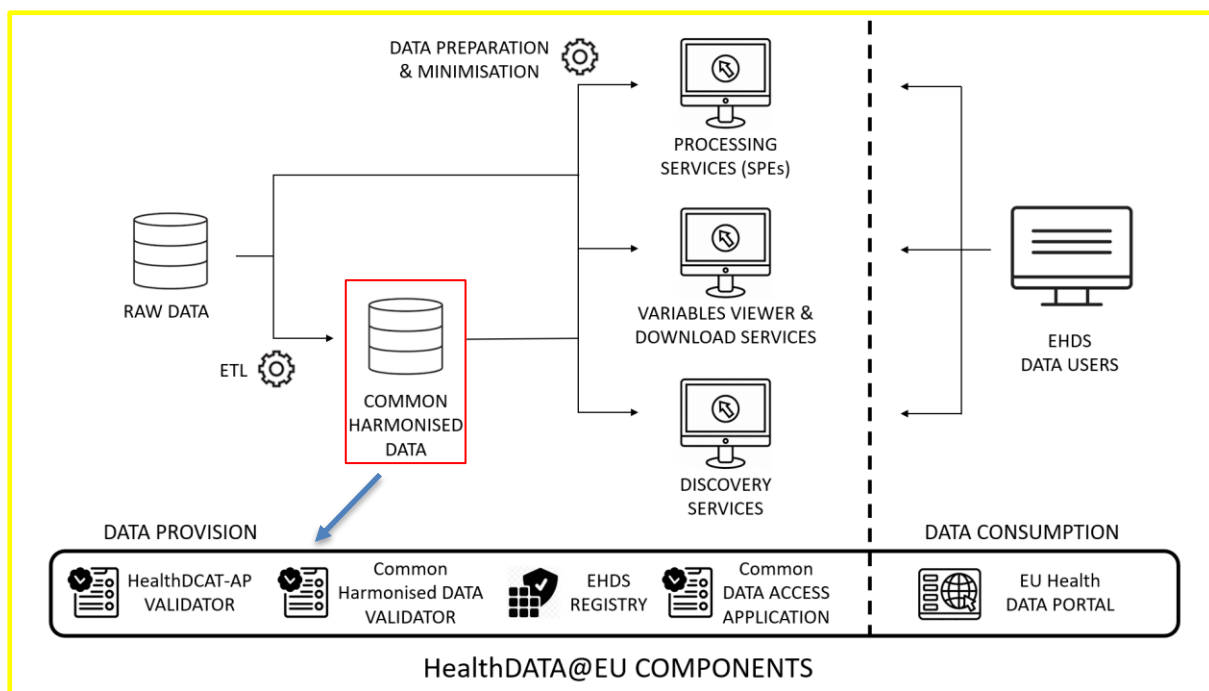 DATA PREPARATION
& MINIMISATION
PROCESSING
SERVICES (SPEs)
RAW DATA
VARIABLES VIEWER &
DOWNLOAD SERVICES
EHDS
DATA USERS
ETL
COMMON
HARMONISED
DATA
DISCOVERY
SERVICES
DATA PROVISION
DATA CONSUMPTION
HealthDCAT-AP
VALIDATOR
Common
Harmonised DATA
VALIDATOR
EHDS
REGISTRY
Common
DATA ACCESS
APPLICATION
EU Health
DATA PORTAL
HealthDATA@EU COMPONENTS